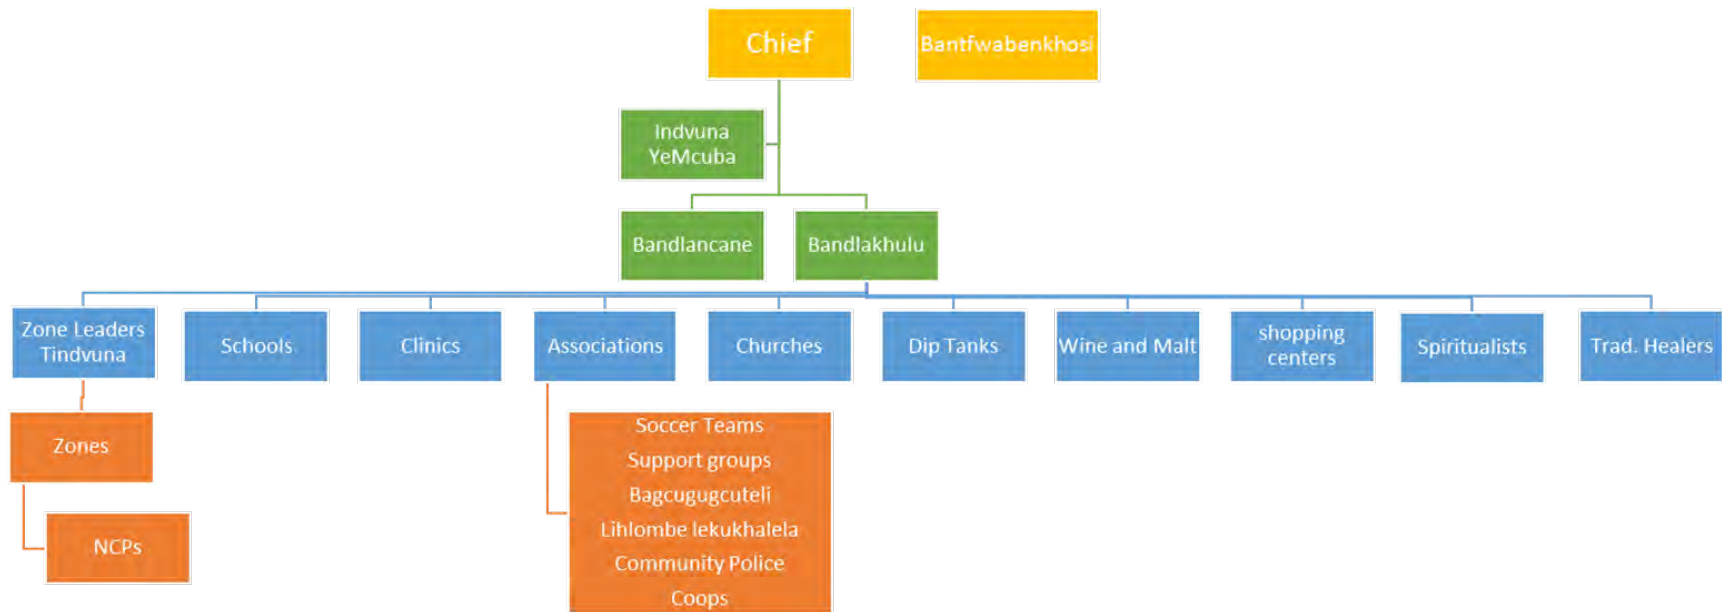 Chief
Bantfwabenkhosi
Indvuna
YeMcuba
Bandlancane
Bandlakhulu
Zone Leaders
Tindvuna
Schools
Clinics
Associations
Churches
Dip Tanks
Wine and Malt
shopping
centers
Spiritualists
Trad. Healers
Zones
NCPs
Soccer Teams
Support groups
Bagcugugcuteli
Lihlombe lekukhalela
Community Police
Coops